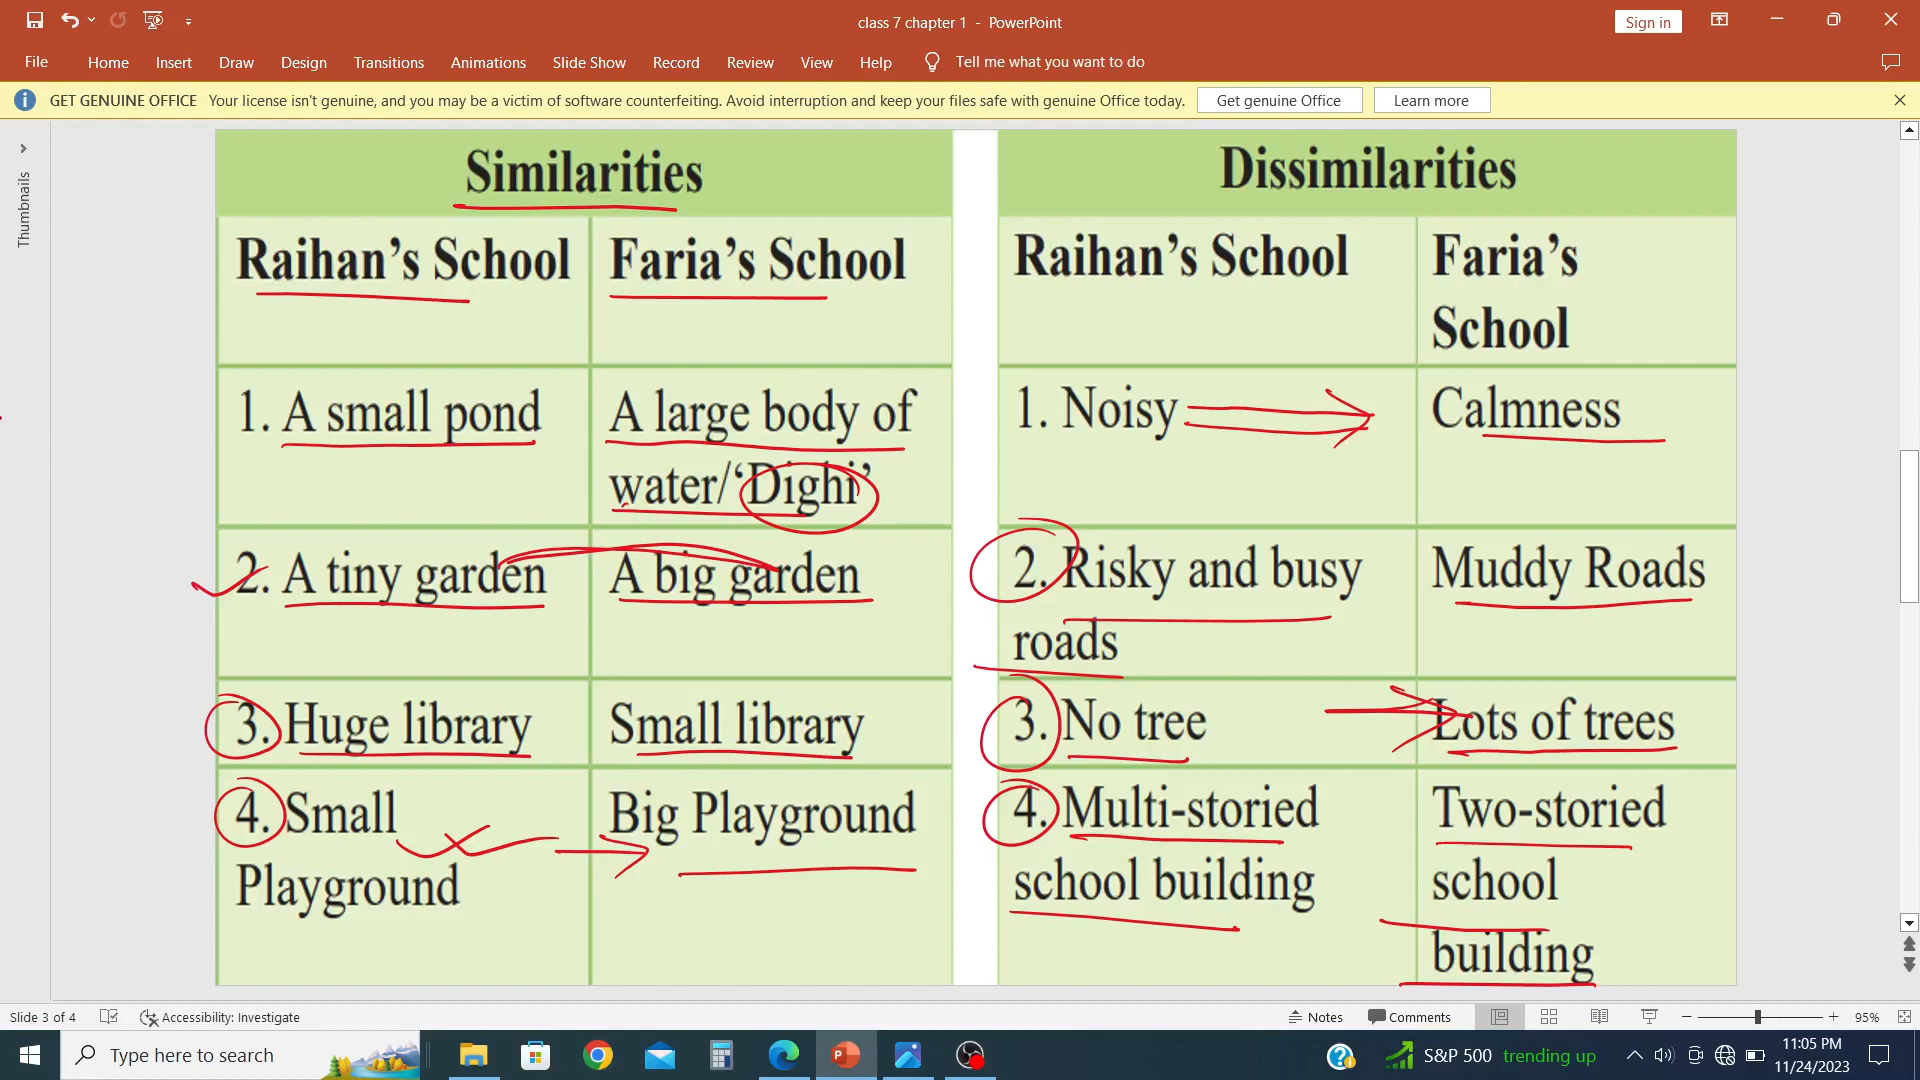 class 7 chapter 1 - PowerPoint
Sign in
File Home Insert Draw Design Transitions Animations Slide Show Record Review View Help Tell me what you want to do
GET GENUINE OFFICE Your license isn't genuine, and you may be a victim of software counterfeiting. Avoid interruption and keep your files safe with genuine Office today. Get genuine Office Learn more
Thumbnails
Similarities
Raihan's School Faria's School
1. A small pond A large body of
water/'Dighi'
2. A tiny garden A big garden
3. Huge library Small library
4. Small Big Playground
Playground
Dissimilarities
Raihan's School Faria's
School
1. Noisy Calmness
2. Risky and busy Muddy Roads
roads
3. No tree Lots of trees
4. Multi-storied Two-storied
school building school
building
Slide 3 of 4 Accessibility: Investigate Notes Comments 95%
Type here to search S&P 500 trending up 11:05 PM
11/24/2023